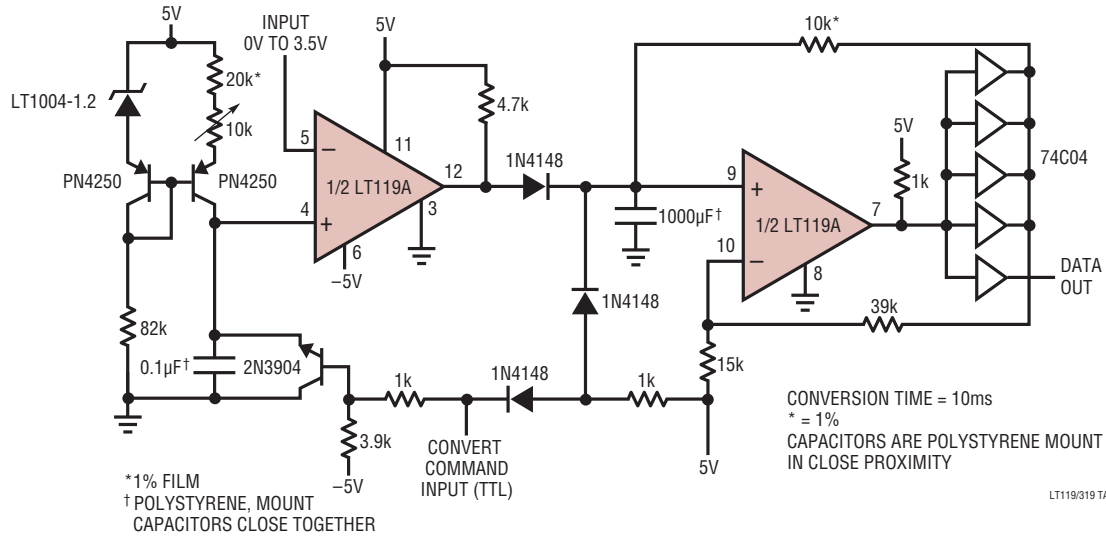 5V
INPUT
0V TO 3.5V
5V
10k*
20k*
LT1004-1.2
10k
4.7k
5
11
5V
PN4250
PN4250
1/2 LT119A
12
1N4148
9
1k
74C04
4
3
1000µF†
1/2 LT119A
7
6
–5V
10
8
DATA
OUT
1N4148
39k
82k
0.1µF†
2N3904
15k
1k
1N4148
1k
3.9k
CONVERT
COMMAND
INPUT (TTL)
5V
–5V
CONVERSION TIME = 10ms
* = 1%
CAPACITORS ARE POLYSTYRENE MOUNT
IN CLOSE PROXIMITY
*1% FILM
† POLYSTYRENE, MOUNT
CAPACITORS CLOSE TOGETHER
LT119/319 TA